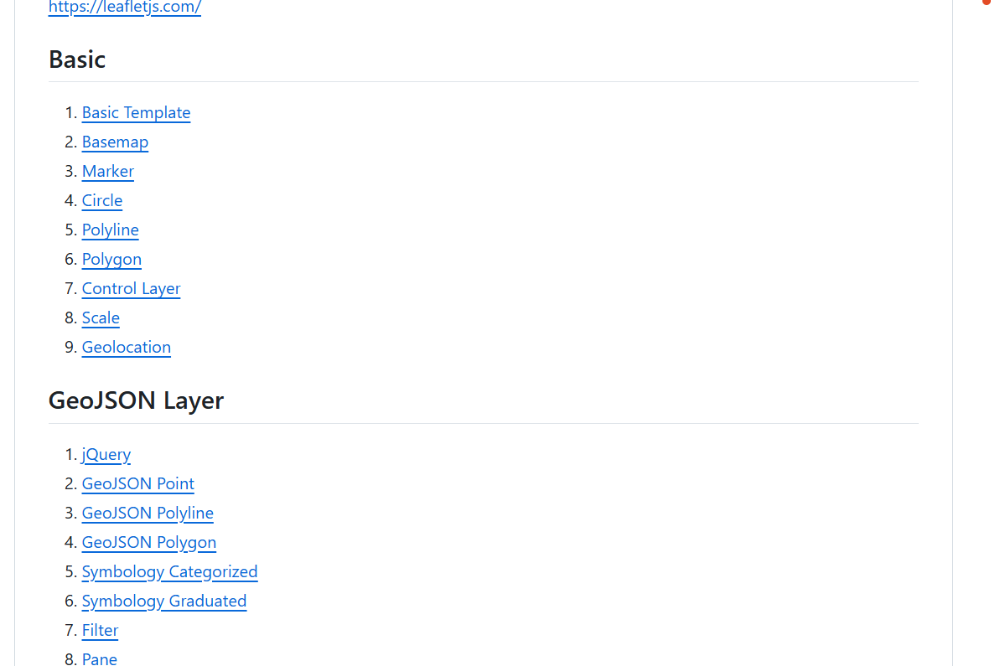 https://leafletjs.com/
Basic
1. Basic Template
2. Basemap
3. Marker
4. Circle
5. Polyline
6. Polygon
7. Control Layer
8. Scale
9. Geolocation
GeoJSON Layer
1. jQuery
2. GeoJSON Point
3. GeoJSON Polyline
4. GeoJSON Polygon
5. Symbology Categorized
6. Symbology Graduated
7. Filter
8. Pane